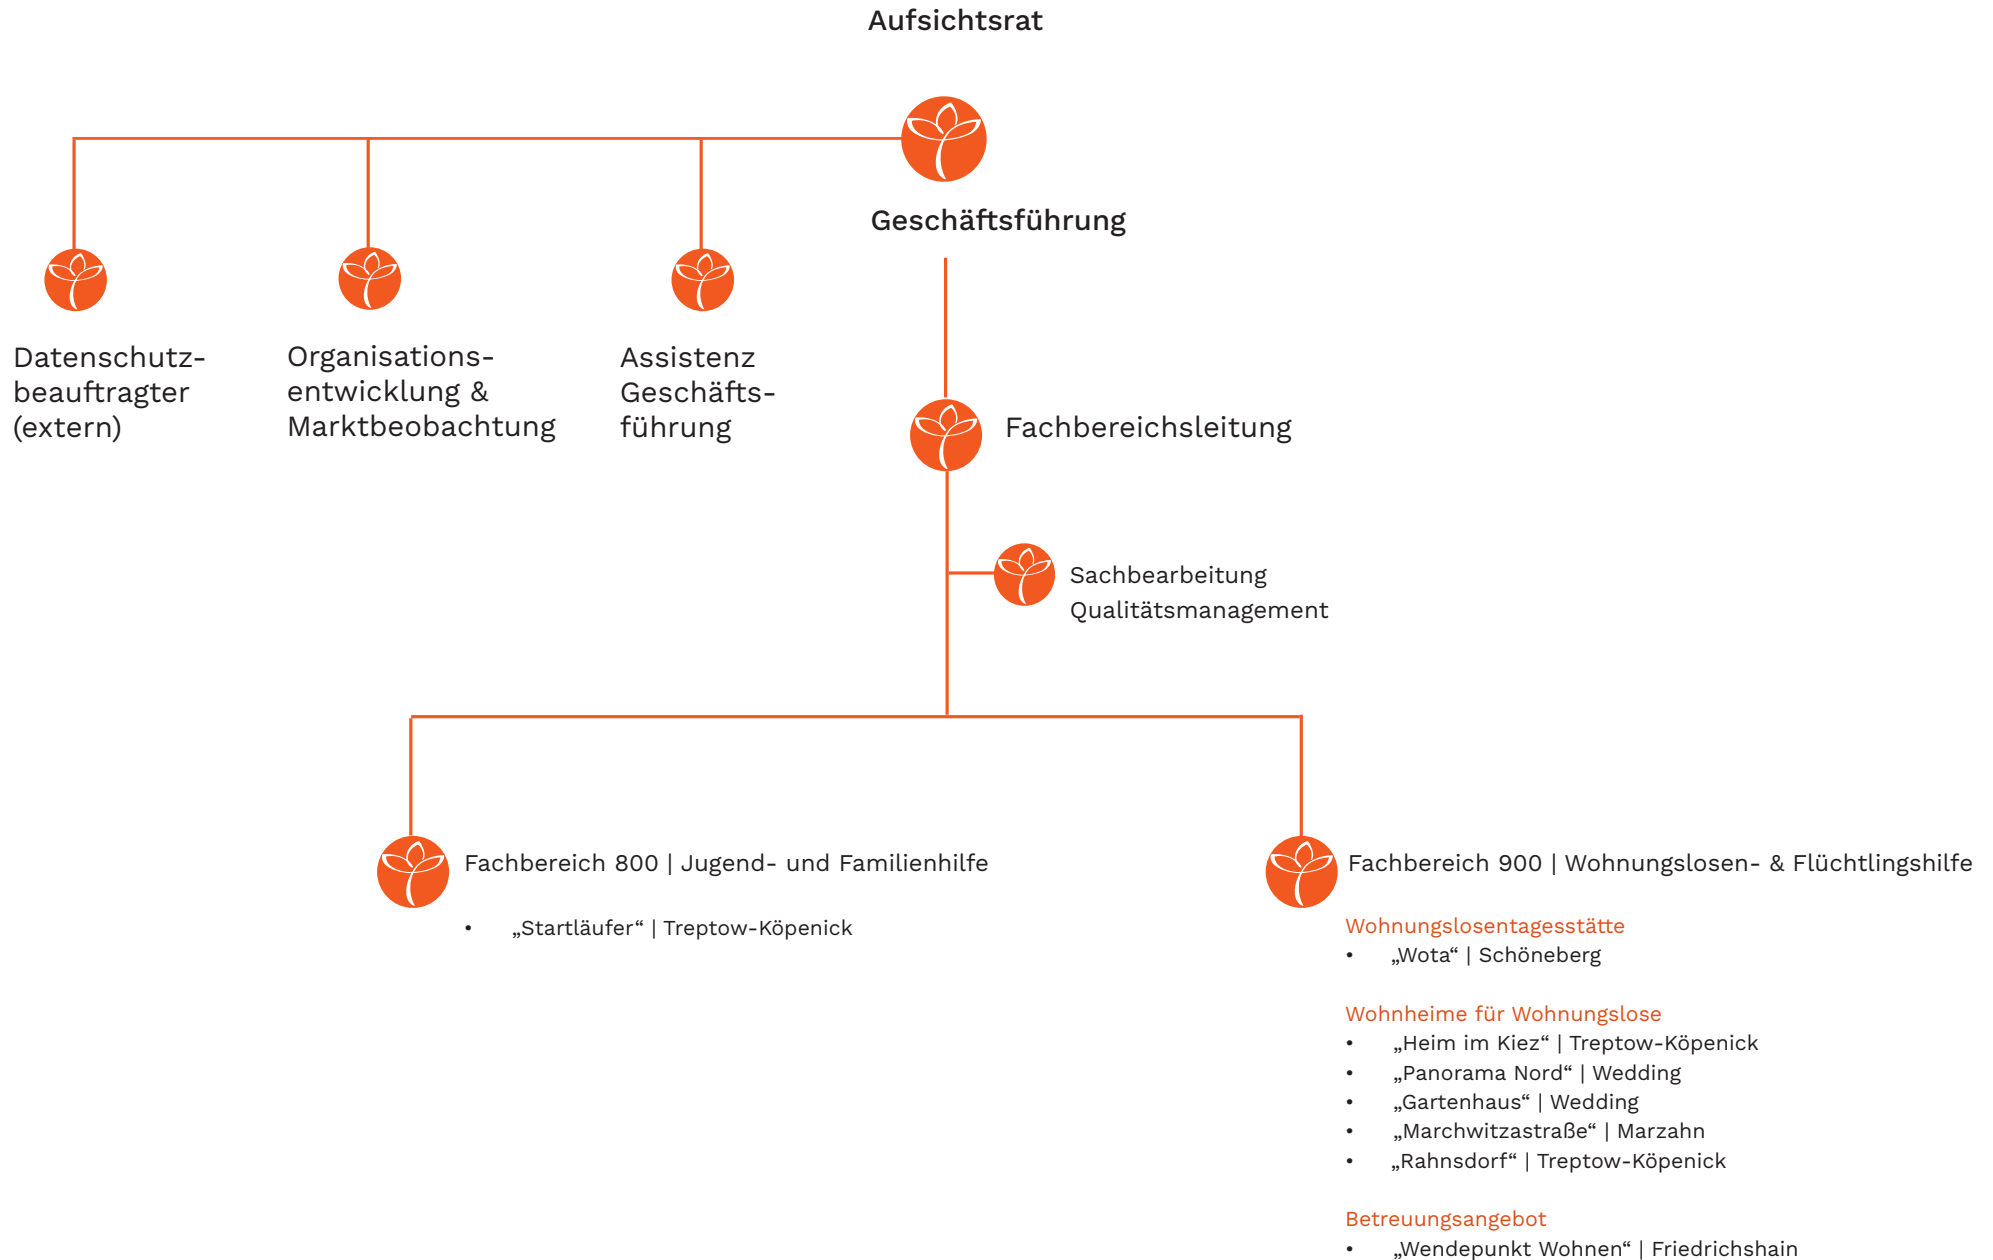 Aufsichtsrat
Geschäftsführung
Datenschutz-
beauftragter
(extern)
Organisations-
entwicklung &
Marktbeobachtung
Assistenz
Geschäfts-
führung
Fachbereichsleitung
Sachbearbeitung
Qualitätsmanagement
Fachbereich 800 | Jugend- und Familienhilfe
• „Startläufer“ | Treptow-Köpenick
Fachbereich 900 | Wohnungslosen- & Flüchtlingshilfe
Wohnungslosentagesstätte
• „Wota“ | Schöneberg
Wohnheime für Wohnungslose
• „Heim im Kiez“ | Treptow-Köpenick
• „Panorama Nord“ | Wedding
• „Gartenhaus“ | Wedding
• „Marchwitzastraße“ | Marzahn
• „Rahnsdorf“ | Treptow-Köpenick
Betreuungsangebot
• „Wendepunkt Wohnen“ | Friedrichshain